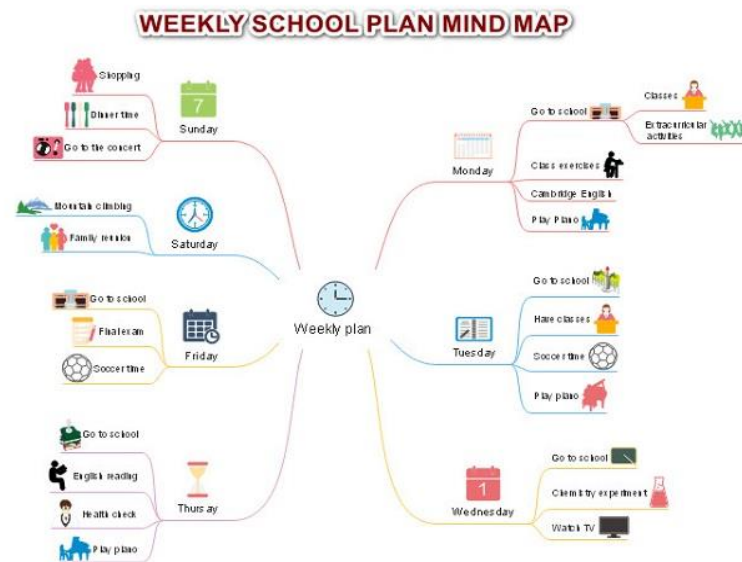 WEEKLY SCHOOL PLAN MIND MAP
Weekly plan
Monday
Go to school
Classes
Extracurricular
activities
Class exercises
Cambridge English
Play Piano
Tuesday
Go to school
Have classes
Soccer time
Play piano
1
Wednesday
Go to school
Chemitry experiment
Watch TV
Thursay
Go to school
English reading
Health check
Play piano
Friday
Go to school
Final exam
Soccer time
Saturday
Mountain climbing
Family reunion
7
Sunday
Shopping
Dinner time
Go to the concert